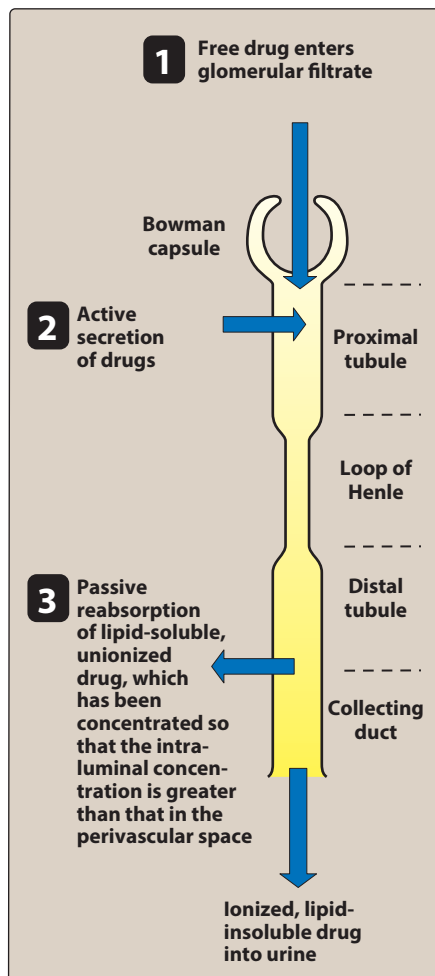 1
Free drug enters
glomerular filtrate
Bowman
capsule
2
Active
secretion
of drugs
Proximal
tubule
Loop of
Henle
3
Passive
reabsorption
of lipid-soluble,
unionized
drug, which
has been
concentrated so
that the intra-
luminal concen-
tration is greater
than that in the
perivascular space
Distal
tubule
Collecting
duct
Ionized, lipid-
insoluble drug
into urine